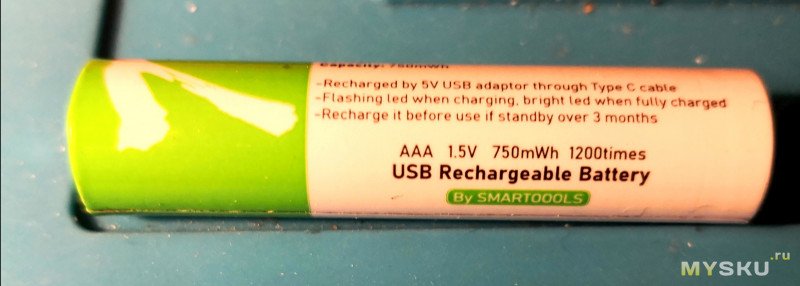 Capacity: 750mWh
-Recharged by 5V USB adaptor through Type C cable
-Flashing led when charging, bright led when fully charged
-Recharge it before use if standby over 3 months
AAA 1.5V 750mWh 1200times
USB Rechargeable Battery
By SMARTOOOLS
MYSKU.ru